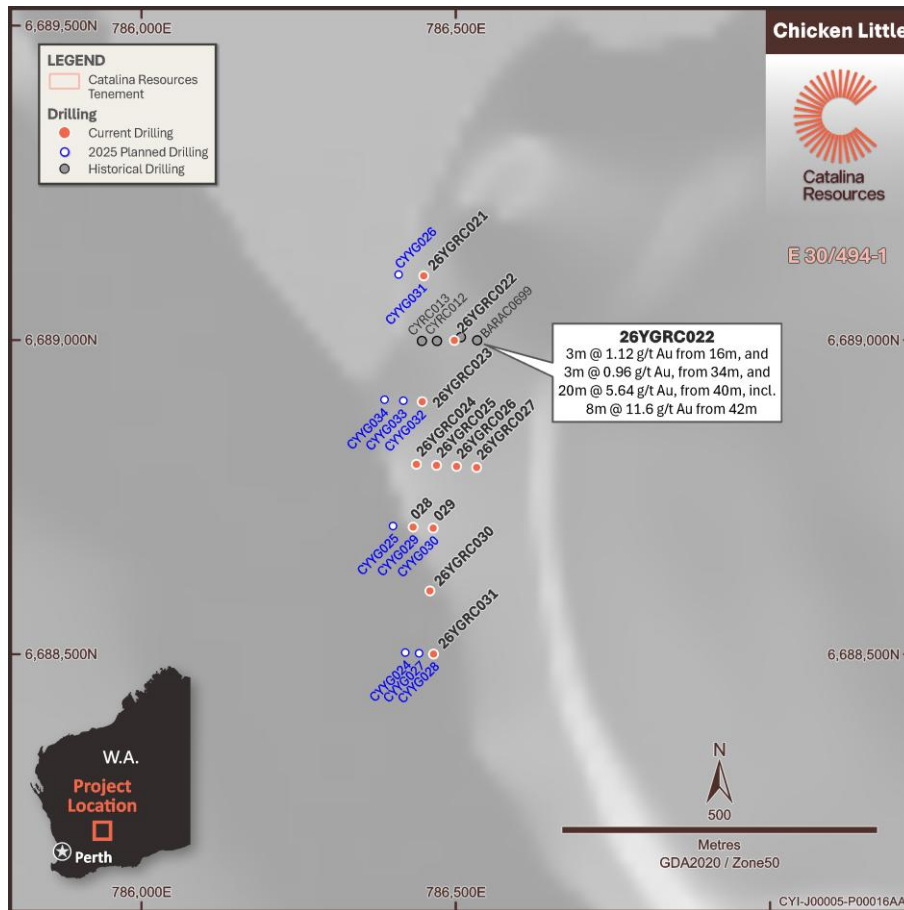 6,689,500N
786,000E
786,500E
Chicken Little
LEGEND
Catalina Resources
Tenement
Drilling
Current Drilling
2025 Planned Drilling
Historical Drilling
Catalina
Resources
E 30/494-1
CYYG026
26YGRC021
CYYG031
CYRC013
CYRC012
26YGRC022
BARAC0699
6,689,000N
6,689,000N
26YGRC022
3m @ 1.12 g/t Au from 16m, and
3m @ 0.96 g/t Au, from 34m, and
20m @ 5.64 g/t Au, from 40m, incl.
8m @ 11.6 g/t Au from 42m
26YGRC023
CYYG034
CYYG033
CYYG032
26YGRC024
26YGRC025
26YGRC026
26YGRC027
028
029
CYYG025
CYYG029
CYYG030
26YGRC030
26YGRC031
6,688,500N
6,688,500N
CYYG024
CYYG027
CYYG028
W.A.
Project
Location
Perth
N
500
Metres
GDA2020 / Zone50
786,000E
786,500E
CYI-J00005-P00016AA